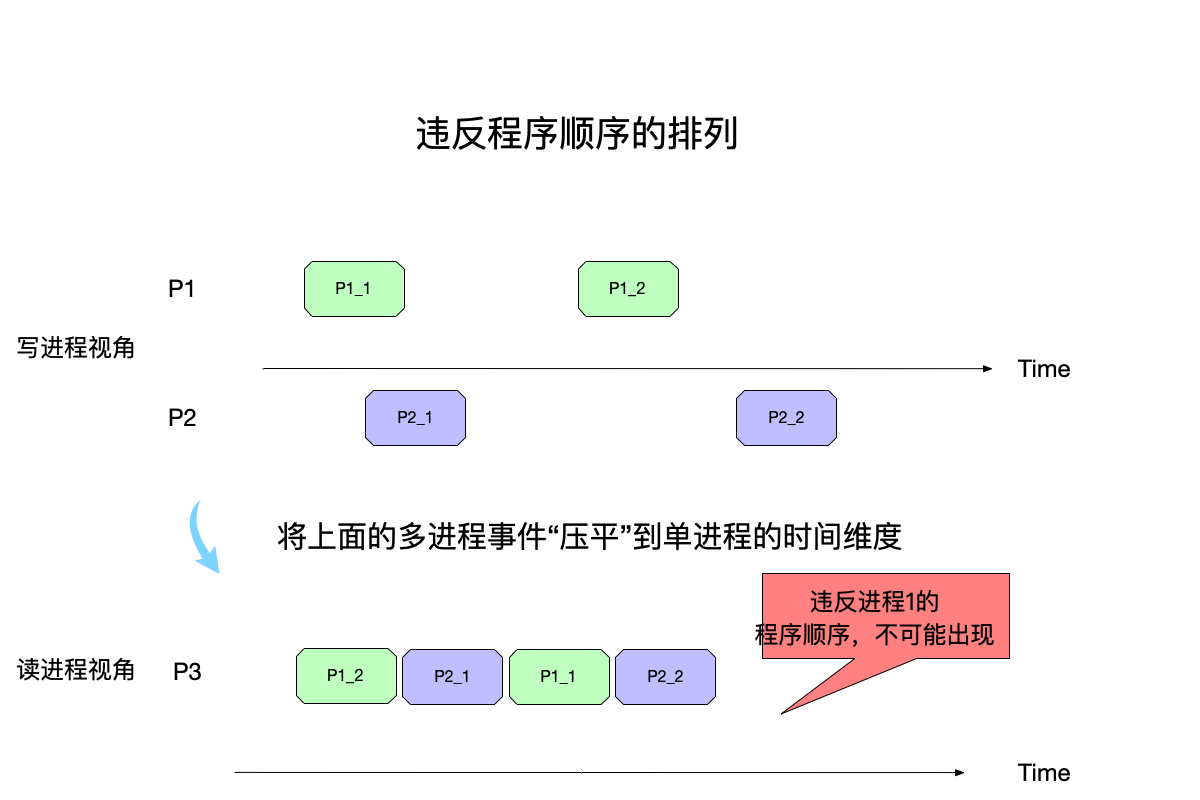 违反程序顺序的排列
P1
P1_1
P1_2
写进程视角
Time
P2
P2_1
P2_2
将上面的多进程事件“压平”到单进程的时间维度
违反进程1的
程序顺序，不可能出现
读进程视角
P3
P1_2
P2_1
P1_1
P2_2
Time